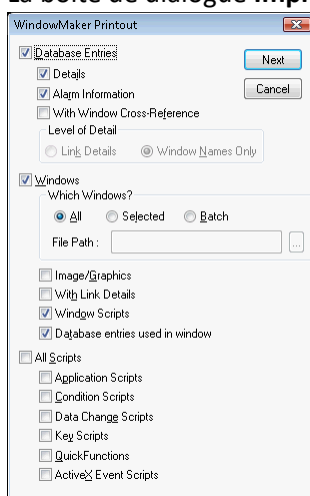 La boîte de dialogue
WindowMaker Printout
Database Entries
Next
Details
Alarm Information
Cancel
With Window Cross-Reference
Level of Detail
Link Details Window Names Only
Windows
Which Windows?
All Selected Batch
File Path :
...
Image/Graphics
With Link Details
Window Scripts
Database entries used in window
All Scripts
Application Scripts
Condition Scripts
Data Change Scripts
Key Scripts
QuickFunctions
ActiveX Event Scripts